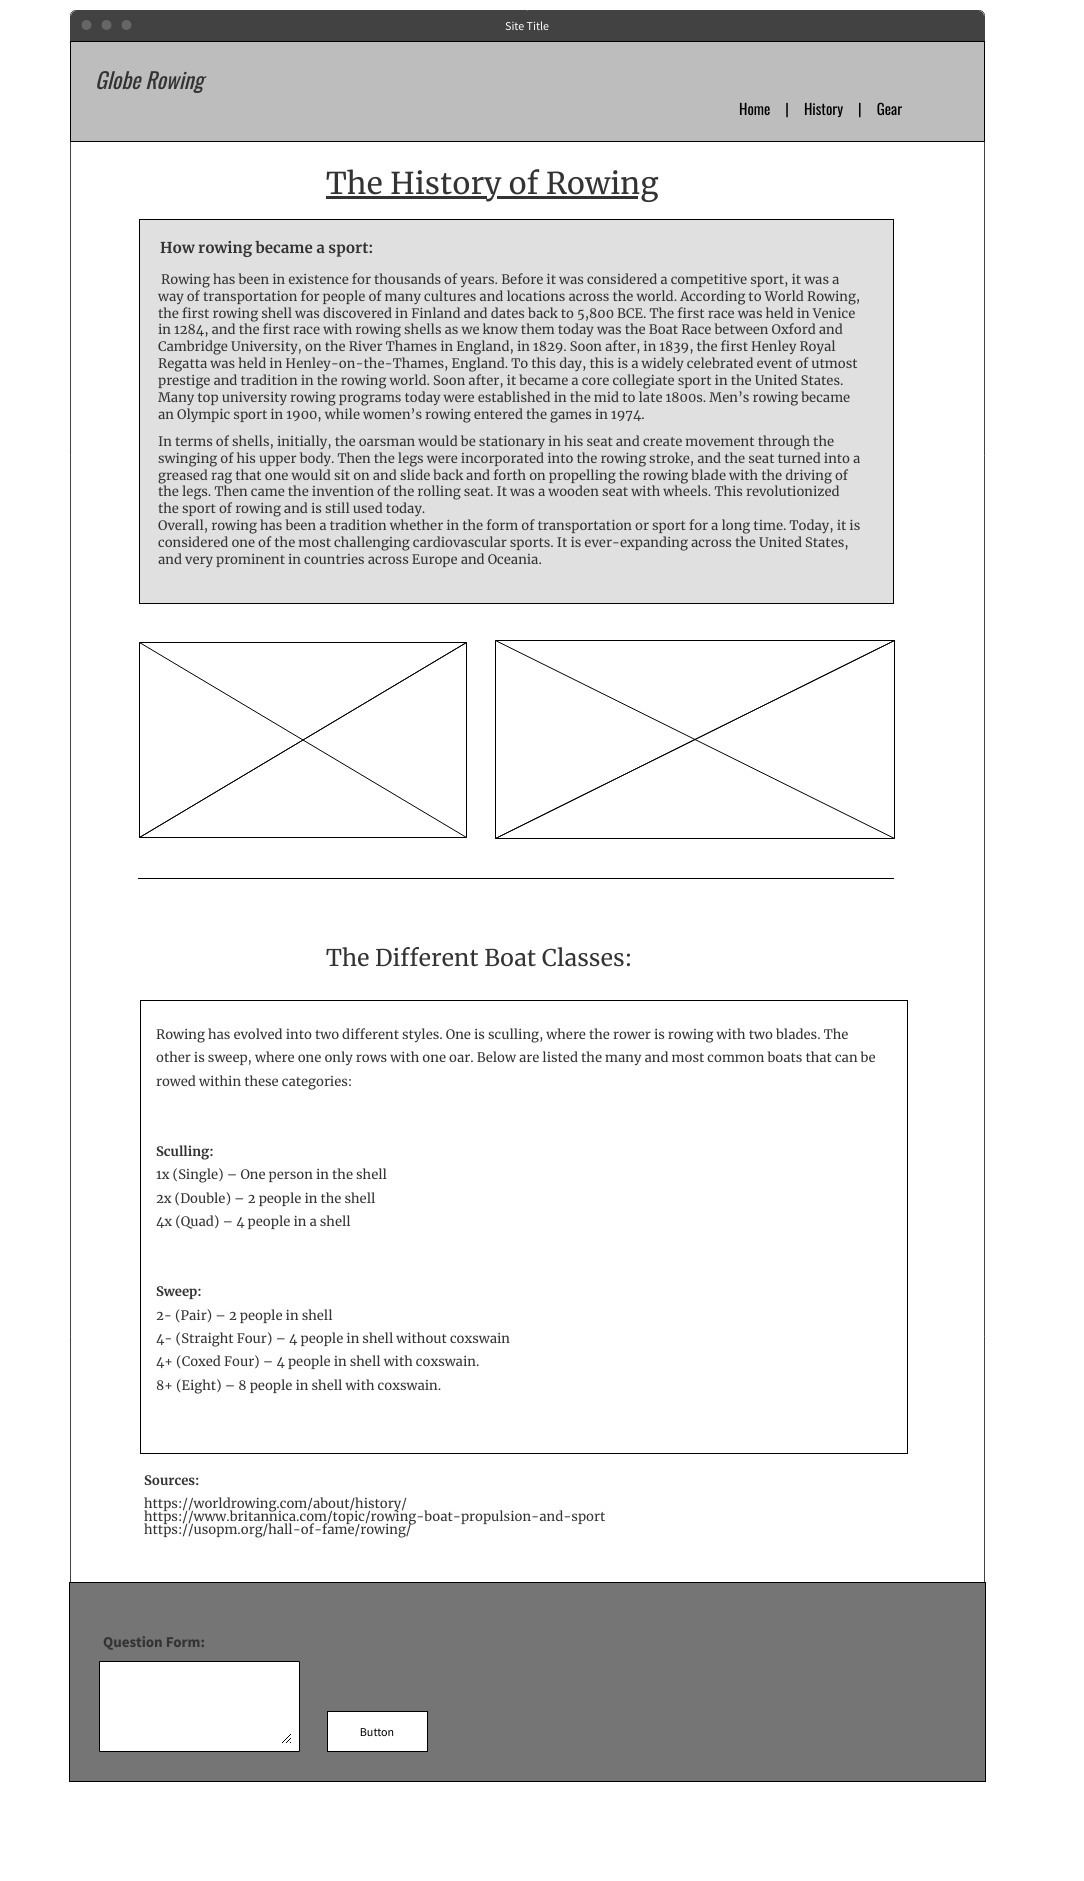 Site Title
Globe Rowing
Home | History | Gear
The History of Rowing
How rowing became a sport:
Rowing has been in existence for thousands of years. Before it was considered a competitive sport, it was a
way of transportation for people of many cultures and locations across the world. According to World Rowing,
the first rowing shell was discovered in Finland and dates back to 5,800 BCE. The first race was held in Venice
in 1284, and the first race with rowing shells as we know them today was the Boat Race between Oxford and
Cambridge University, on the River Thames in England, in 1829. Soon after, in 1839, the first Henley Royal
Regatta was held in Henley-on-the-Thames, England. To this day, this is a widely celebrated event of utmost
prestige and tradition in the rowing world. Soon after, it became a core collegiate sport in the United States.
Many top university rowing programs today were established in the mid to late 1800s. Men’s rowing became
an Olympic sport in 1900, while women’s rowing entered the games in 1974.
In terms of shells, initially, the oarsman would be stationary in his seat and create movement through the
swinging of his upper body. Then the legs were incorporated into the rowing stroke, and the seat turned into a
greased rag that one would sit on and slide back and forth on propelling the rowing blade with the driving of
the legs. Then came the invention of the rolling seat. It was a wooden seat with wheels. This revolutionized
the sport of rowing and is still used today.
Overall, rowing has been a tradition whether in the form of transportation or sport for a long time. Today, it is
considered one of the most challenging cardiovascular sports. It is ever-expanding across the United States,
and very prominent in countries across Europe and Oceania.
The Different Boat Classes:
Rowing has evolved into two different styles. One is sculling, where the rower is rowing with two blades. The
other is sweep, where one only rows with one oar. Below are listed the many and most common boats that can be
rowed within these categories:
Sculling:
1x (Single) – One person in the shell
2x (Double) – 2 people in the shell
4x (Quad) – 4 people in a shell
Sweep:
2- (Pair) – 2 people in shell
4- (Straight Four) – 4 people in shell without coxswain
4+ (Coxed Four) – 4 people in shell with coxswain.
8+ (Eight) – 8 people in shell with coxswain.
Sources:
https://worldrowing.com/about/history/
https://www.britannica.com/topic/rowing-boat-propulsion-and-sport
https://usopm.org/hall-of-fame/rowing/
Question Form:
Button